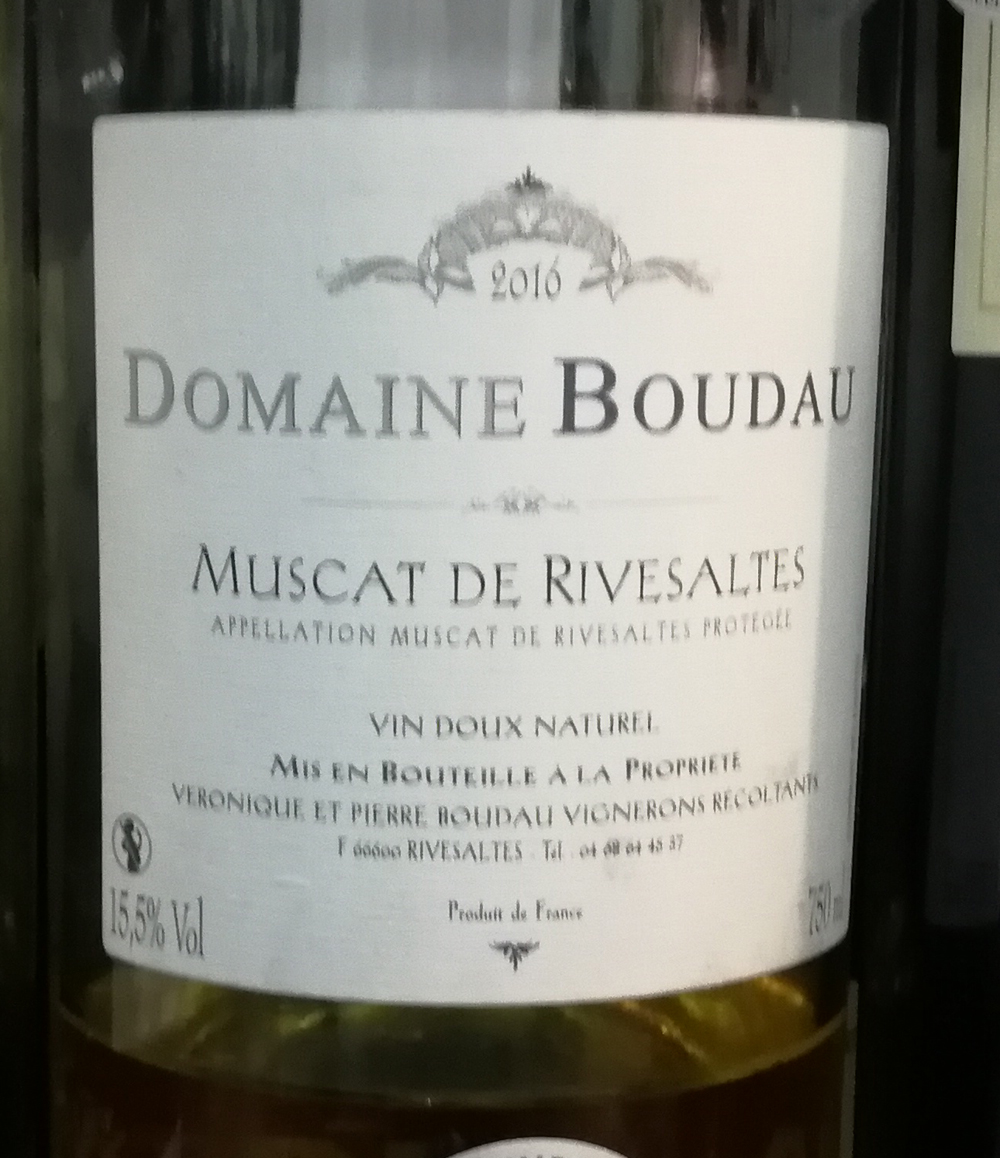 2016
DOMAINE BOUDAU
MUSCAT DE RIVESALTES
APPELLATION MUSCAT DE RIVESALTES PROTÉGÉE
VIN DOUX NATUREL
MIS EN BOUTEILLE À LA PROPRIÉTÉ
VERONIQUE ET PIERRE BOUDAU VIGNERONS RÉCOLTANTS
F 66600 RIVESALTES . Tél . 04 68 64 45 37
15,5% Vol
750 ml
Produit de France